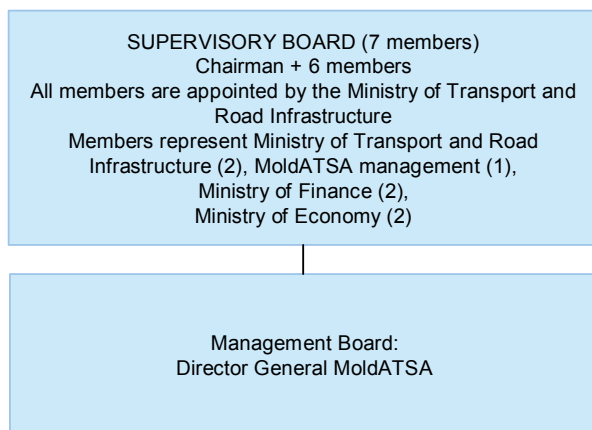 SUPERVISORY BOARD (7 members)
Chairman + 6 members
All members are appointed by the Ministry of Transport and
Road Infrastructure
Members represent Ministry of Transport and Road
Infrastructure (2), MoldATSA management (1),
Ministry of Finance (2),
Ministry of Economy (2)
Management Board:
Director General MoldATSA